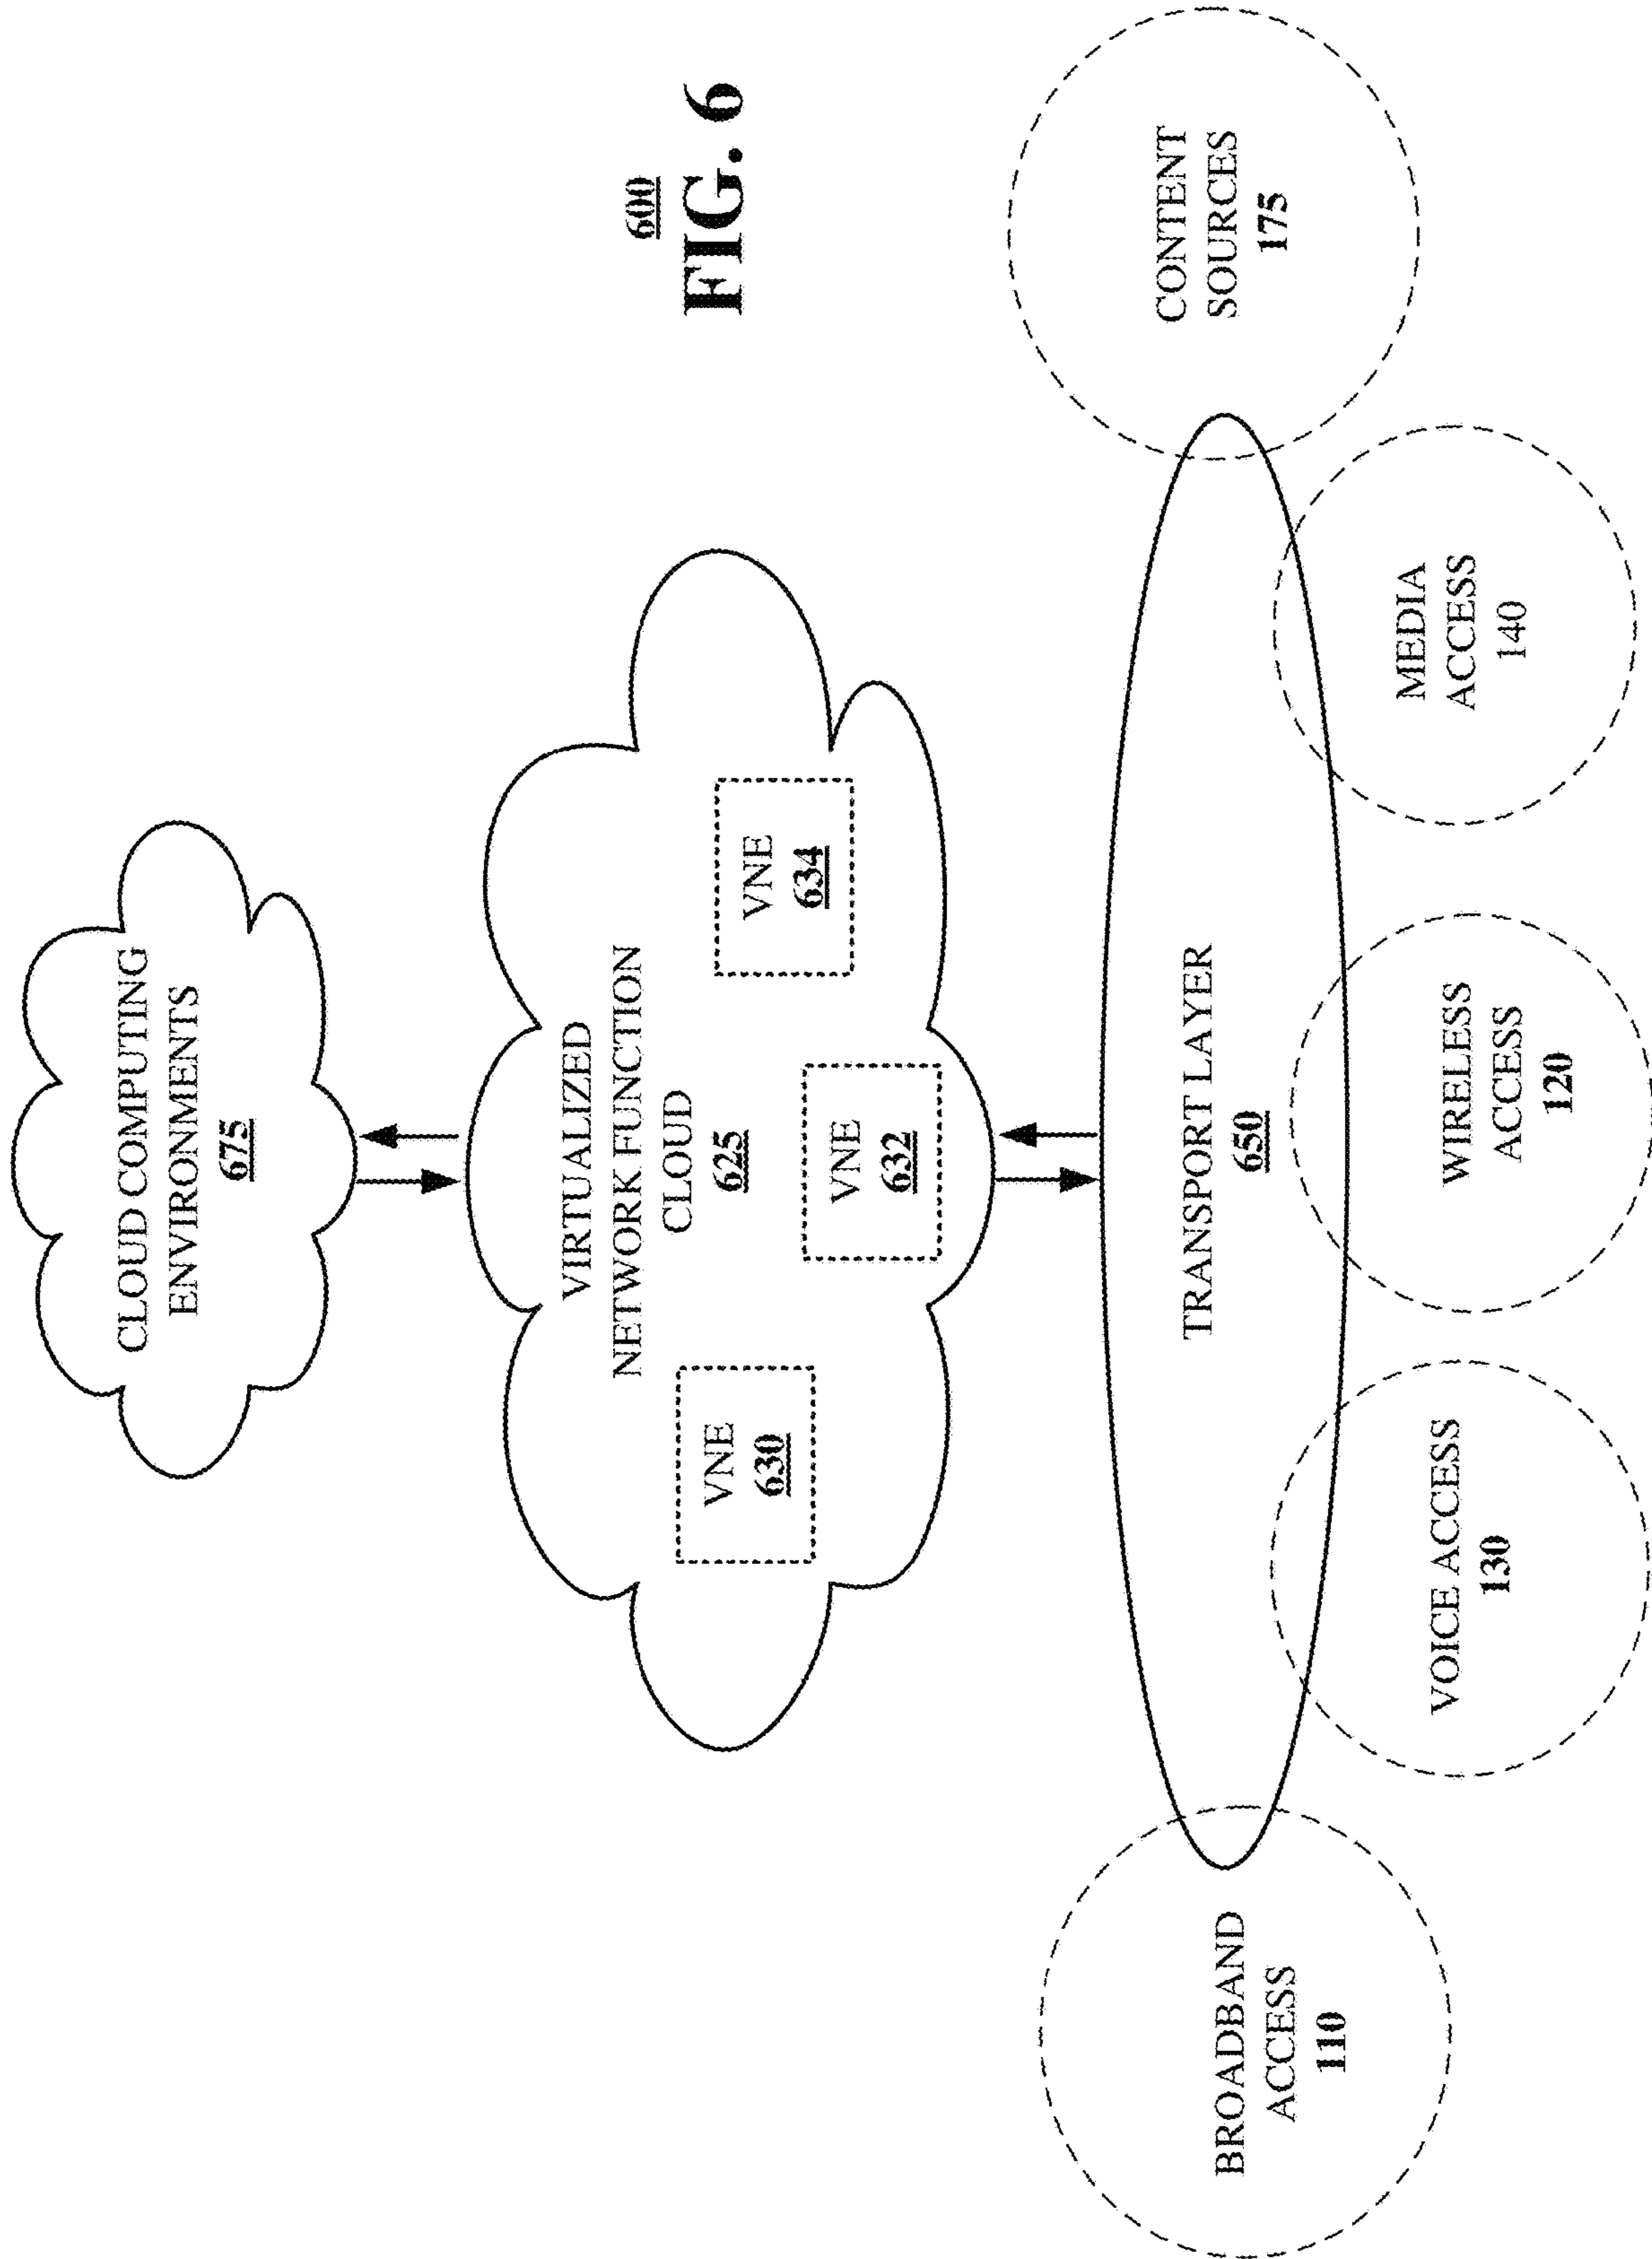 CLOUD COMPUTING
ENVIRONMENTS
675
VIRTUALIZED
NETWORK FUNCTION
CLOUD
625
VNE
630
VNE
632
VNE
634
600
FIG. 6
TRANSPORT LAYER
650
BROADBAND
ACCESS
110
VOICE ACCESS
130
WIRELESS
ACCESS
120
MEDIA
ACCESS
140
CONTENT
SOURCES
175